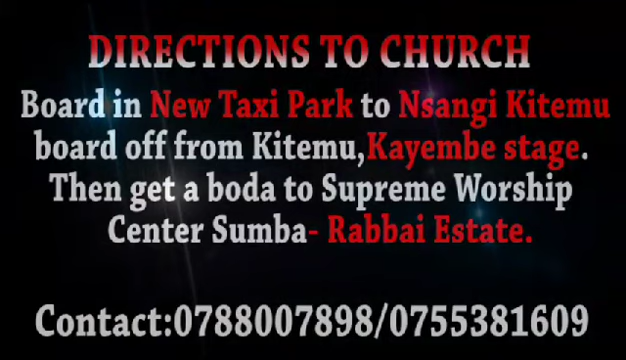 DIRECTIONS TO CHURCH
Board in New Taxi Park to Nsangi Kitemu
board off from Kitemu,Kayembe stage.
Then get a boda to Supreme Worship
Center Sumba- Rabbai Estate.
Contact:0788007898/0755381609